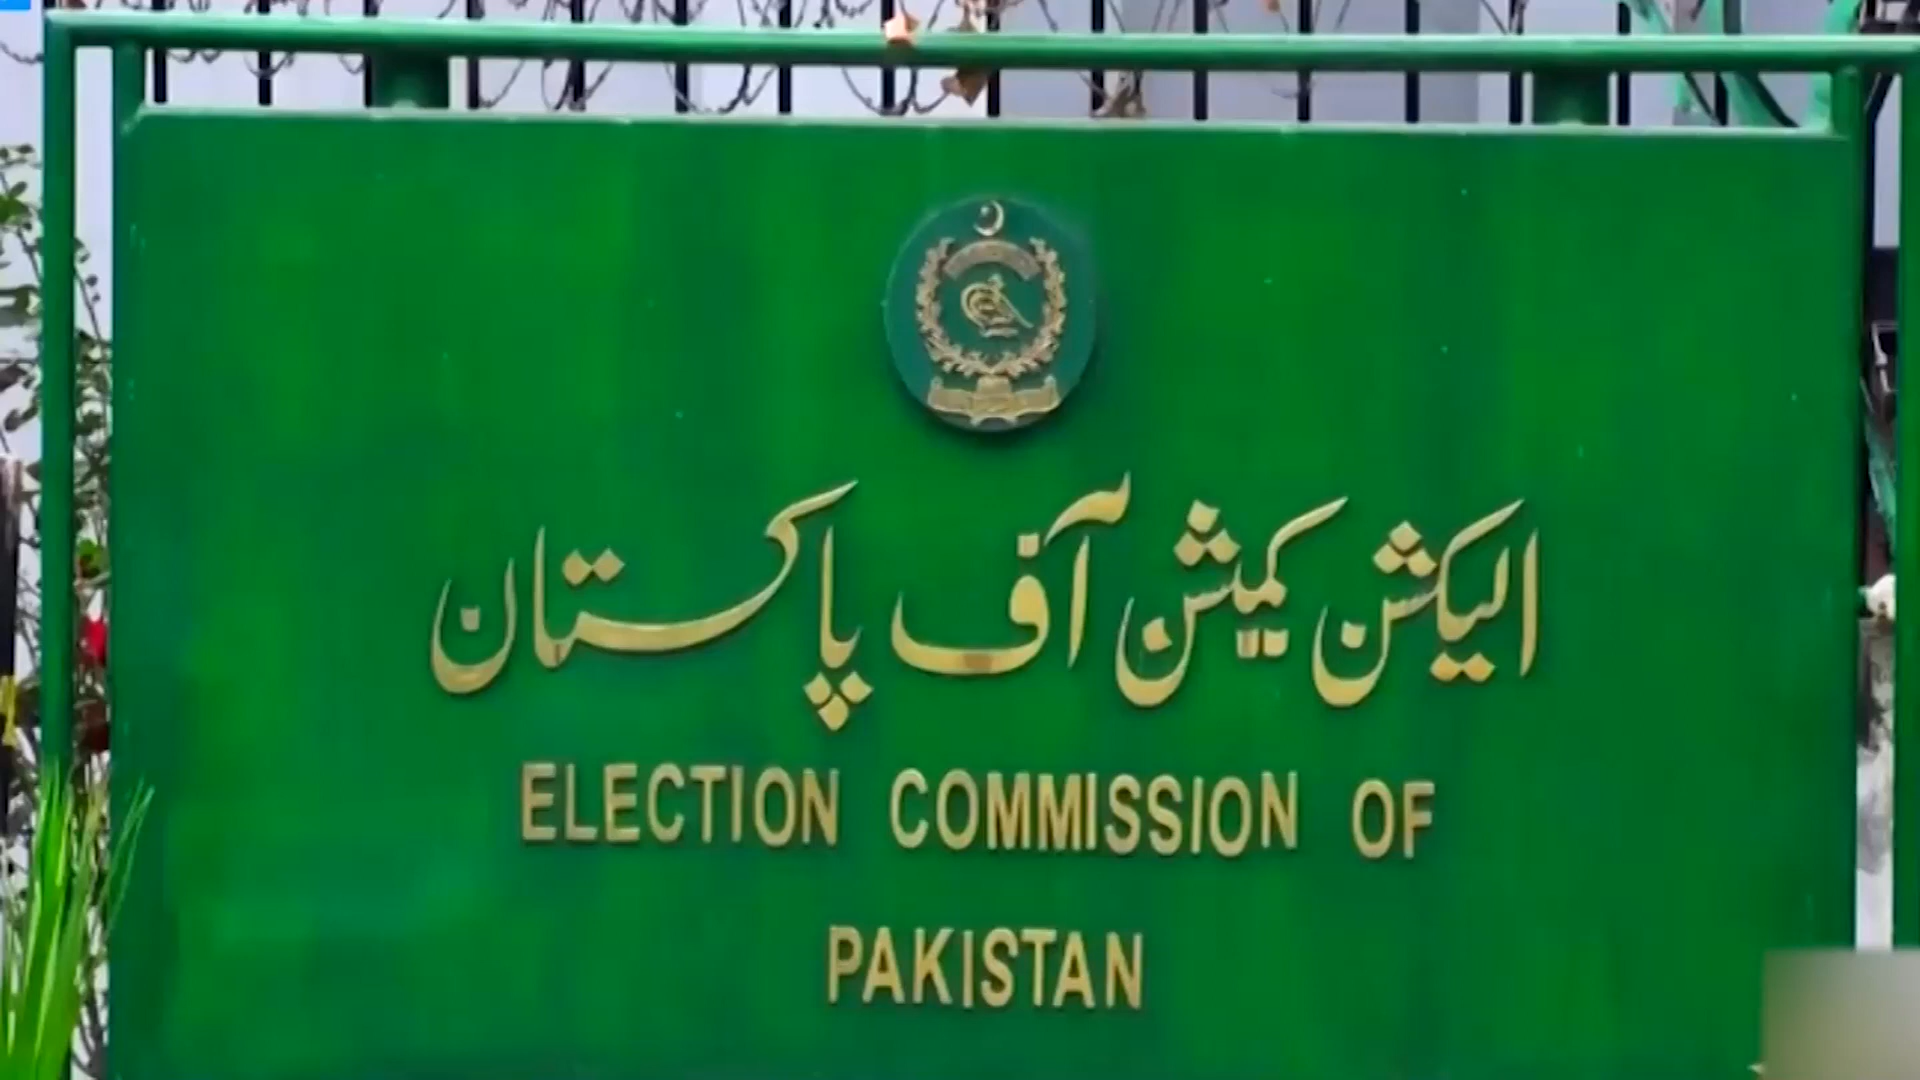 الیکشن کمیشن آف پاکستان
ELECTION COMMISSION OF
PAKISTAN